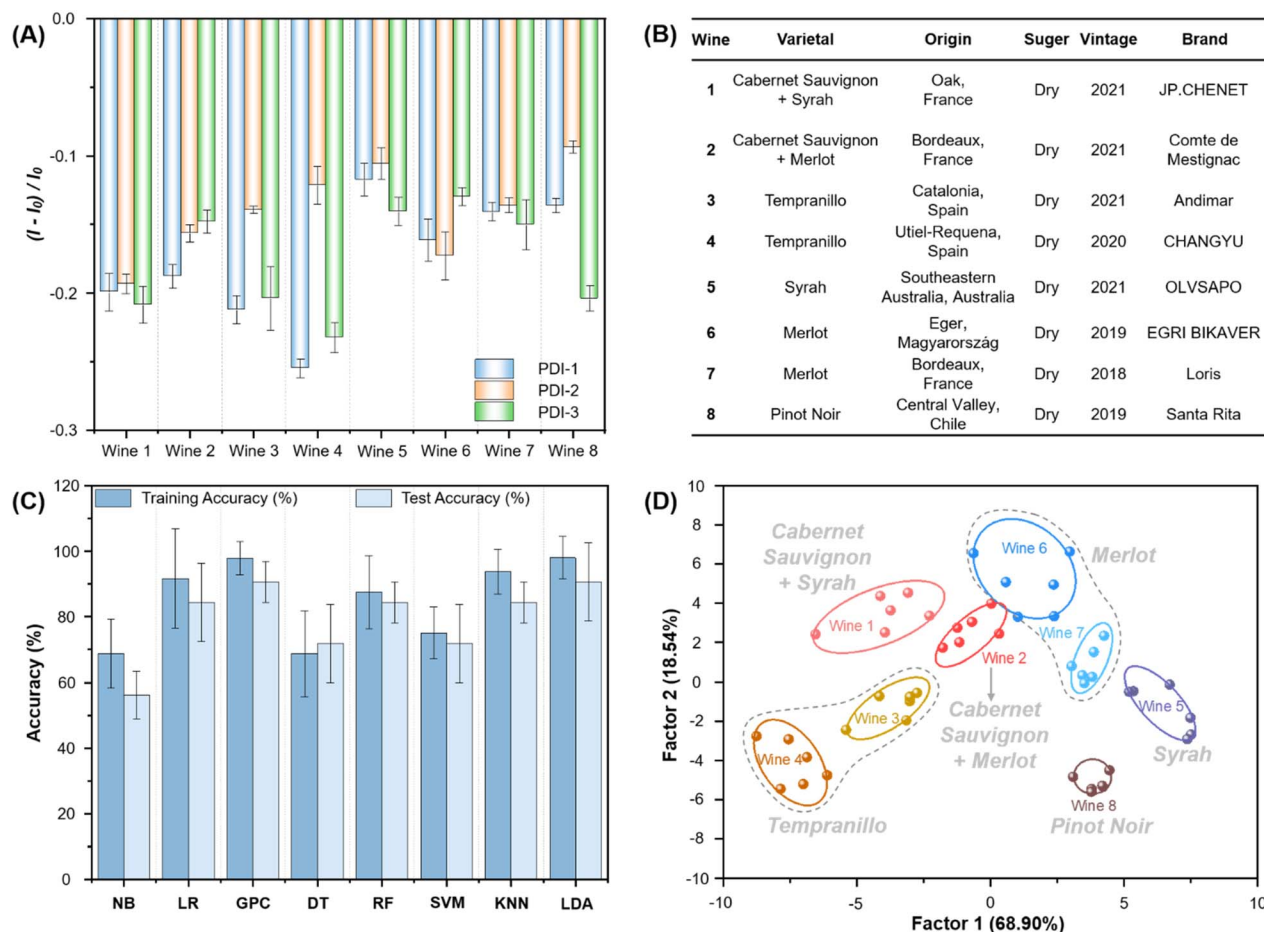 (A)
0.0
-0.1
-0.2
-0.3
(I - I₀) / I₀
PDI-1
PDI-2
PDI-3
Wine 1 Wine 2 Wine 3 Wine 4 Wine 5 Wine 6 Wine 7 Wine 8
(B)
Wine Varietal Origin Suger Vintage Brand
1 Cabernet Sauvignon + Syrah Oak, France Dry 2021 JP.CHENET
2 Cabernet Sauvignon + Merlot Bordeaux, France Dry 2021 Comte de Mestignac
3 Tempranillo Catalonia, Spain Dry 2021 Andimar
4 Tempranillo Utiel-Requena, Spain Dry 2020 CHANGYU
5 Syrah Southeastern Australia, Australia Dry 2021 OLVSAPO
6 Merlot Eger, Magyarország Dry 2019 EGRI BIKAVER
7 Merlot Bordeaux, France Dry 2018 Loris
8 Pinot Noir Central Valley, Chile Dry 2019 Santa Rita
(C)
120
100
80
60
40
20
0
Accuracy (%)
Training Accuracy (%) Test Accuracy (%)
NB LR GPC DT RF SVM KNN LDA
(D)
10
8
6
4
2
0
-2
-4
-6
-8
-10
Factor 2 (18.54%)
Cabernet
Sauvignon
+ Syrah
Wine 6
Merlot
Wine 1
Wine 7
Wine 2
Wine 3
Wine 5
Cabernet
Sauvignon
+ Merlot
Syrah
Wine 4
Wine 8
Tempranillo
Pinot Noir
-10 -5 0 5 10
Factor 1 (68.90%)